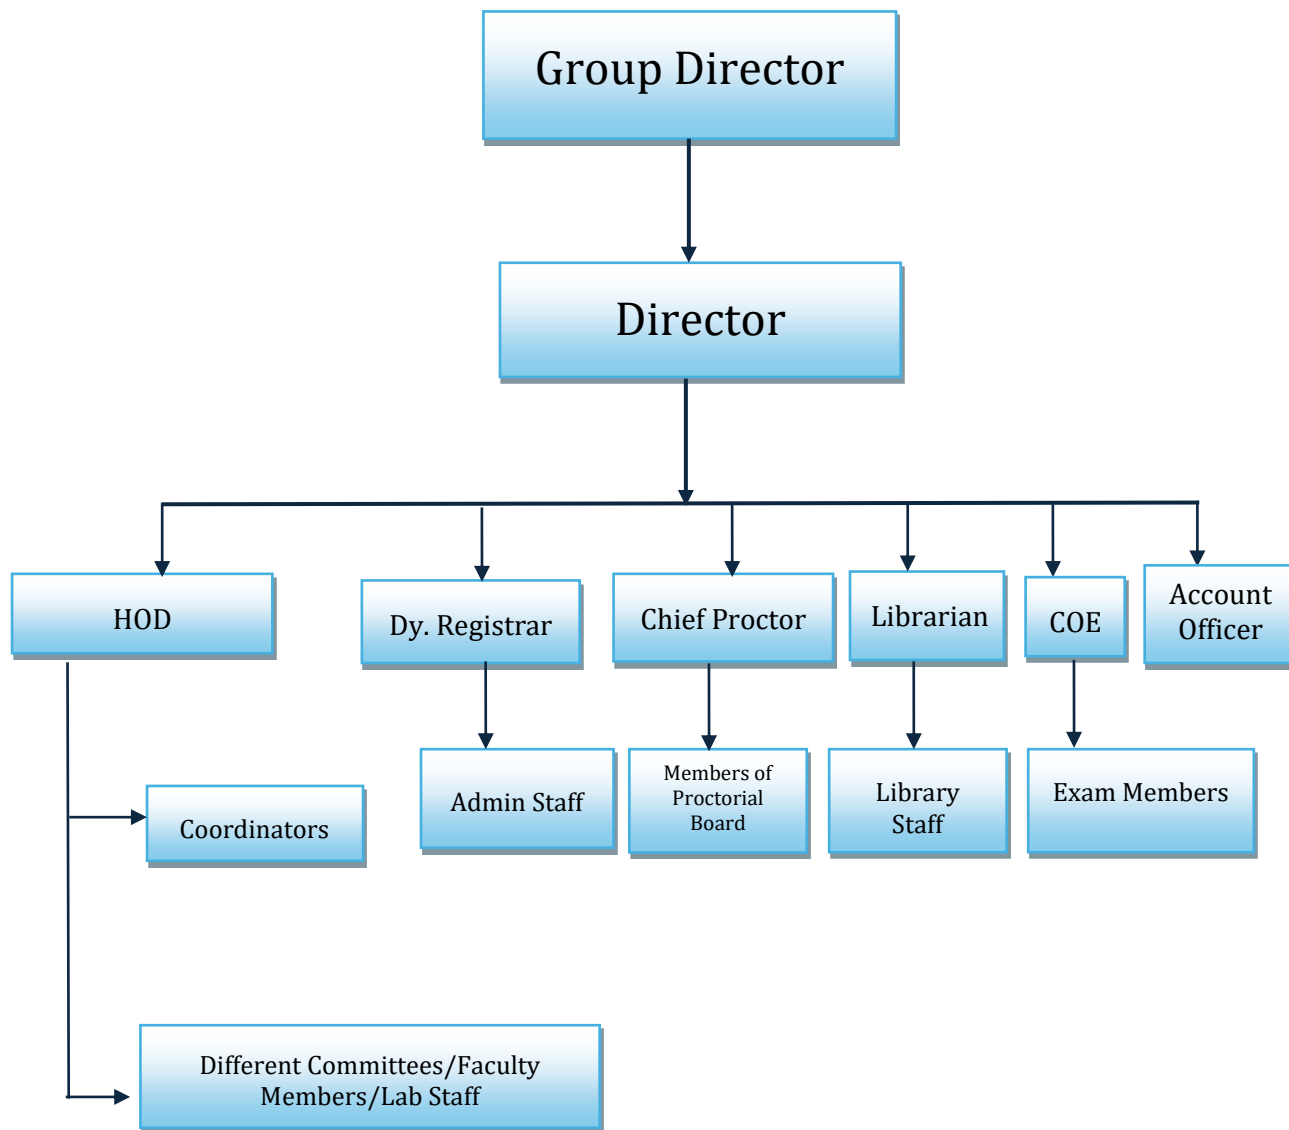 Group Director
Director
HOD
Dy. Registrar
Chief Proctor
Librarian
COE
Account
Officer
Admin Staff
Members of
Proctorial
Board
Library
Staff
Exam Members
Coordinators
Different Committees/Faculty
Members/Lab Staff